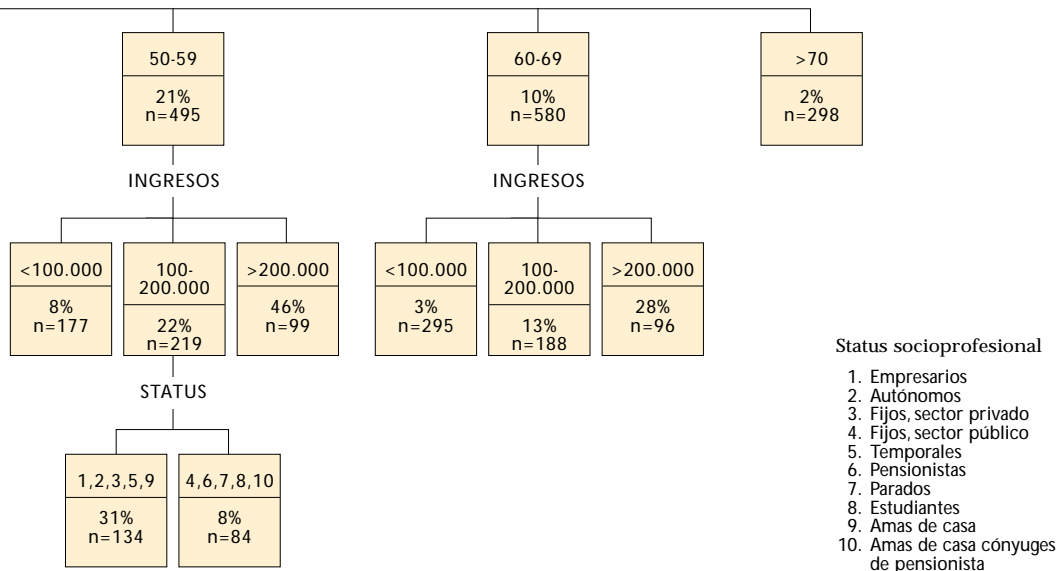 50-59
21%
n=495
60-69
10%
n=580
>70
2%
n=298
INGRESOS
INGRESOS
<100.000
8%
n=177
100-
200.000
22%
n=219
>200.000
46%
n=99
<100.000
3%
n=295
100-
200.000
13%
n=188
>200.000
28%
n=96
STATUS
1,2,3,5,9
31%
n=134
4,6,7,8,10
8%
n=84
Status socioprofesional
1. Empresarios
2. Autónomos
3. Fijos, sector privado
4. Fijos, sector público
5. Temporales
6. Pensionistas
7. Parados
8. Estudiantes
9. Amas de casa
10. Amas de casa cónyuges
de pensionista